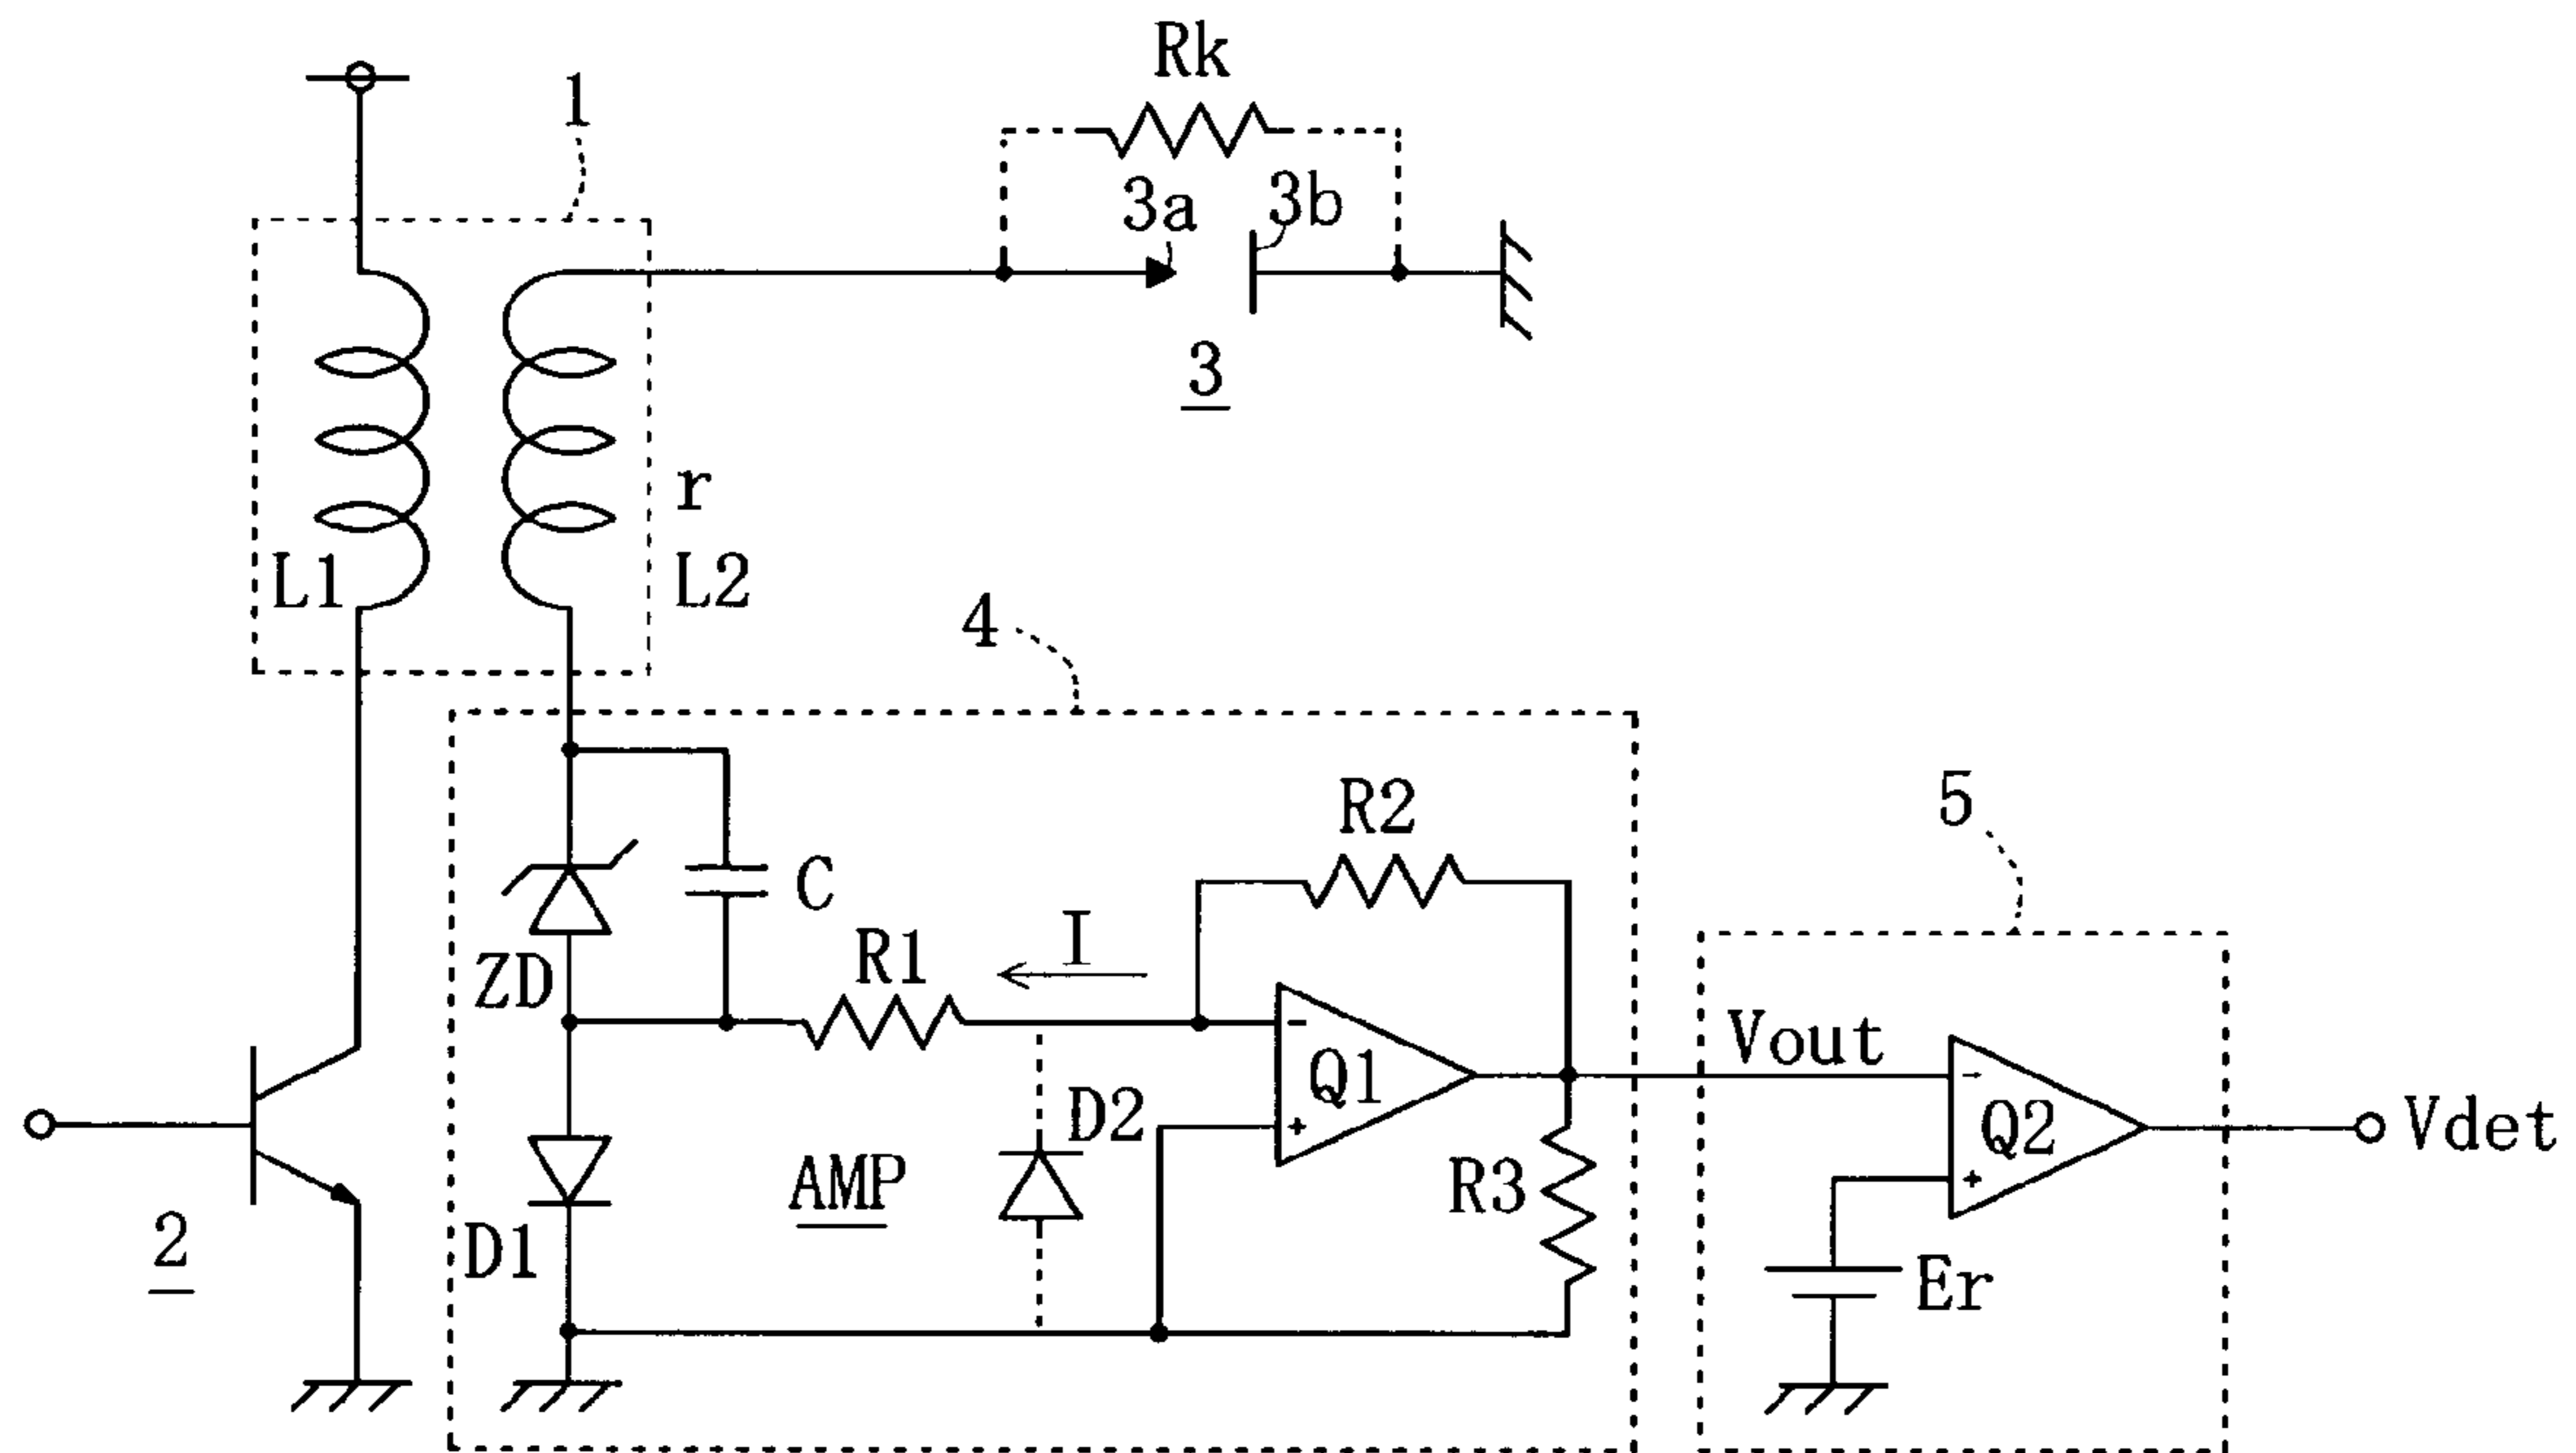 Rk
1
3a
3b
3
r
L1
L2
4
5
R2
C
I
R1
ZD
-
Q1
+
Vout
-
Q2
+
Vdet
D2
AMP
R3
D1
2
Er